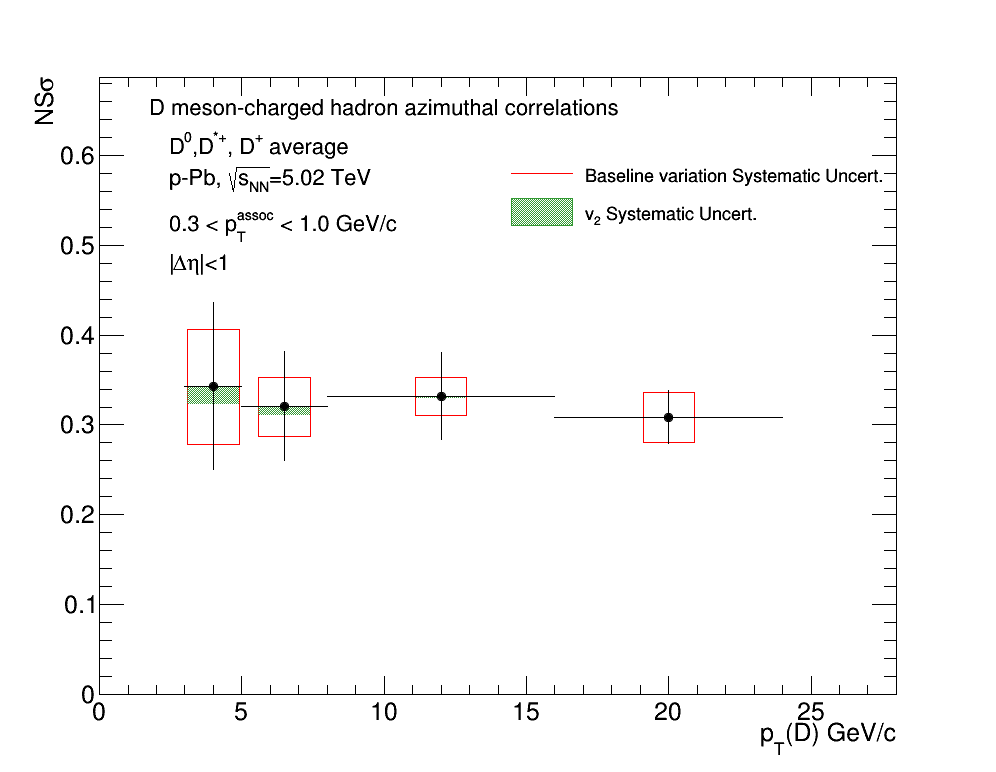 NSσ
D meson-charged hadron azimuthal correlations
D⁰,D*⁺, D⁺ average
p-Pb, √s_NN=5.02 TeV
0.3 < p_T^assoc < 1.0 GeV/c
|Δη|<1
Baseline variation Systematic Uncert.
v₂ Systematic Uncert.
0.6
0.5
0.4
0.3
0.2
0.1
0
0 5 10 15 20 25
p_T(D) GeV/c